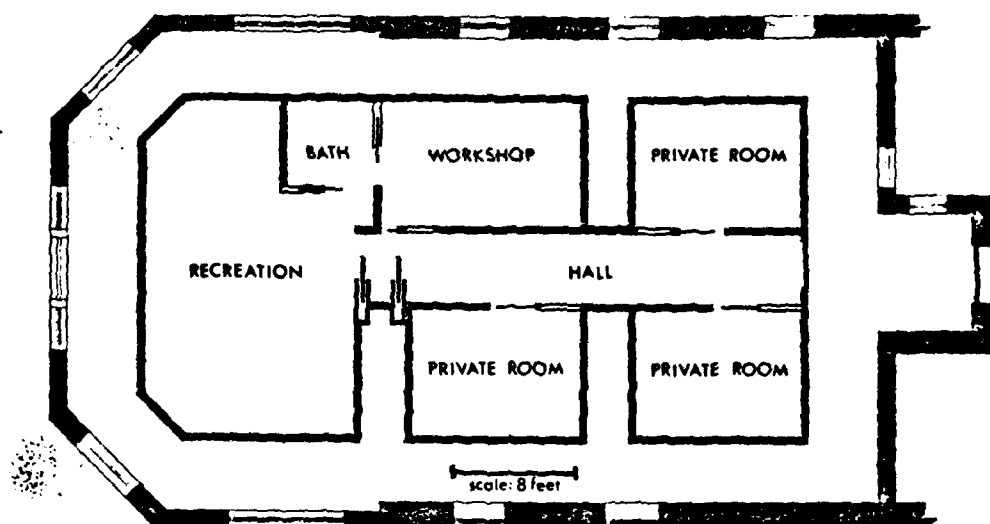 BATH
WORKSHOP
PRIVATE ROOM
RECREATION
HALL
PRIVATE ROOM
PRIVATE ROOM
scale: 8 feet